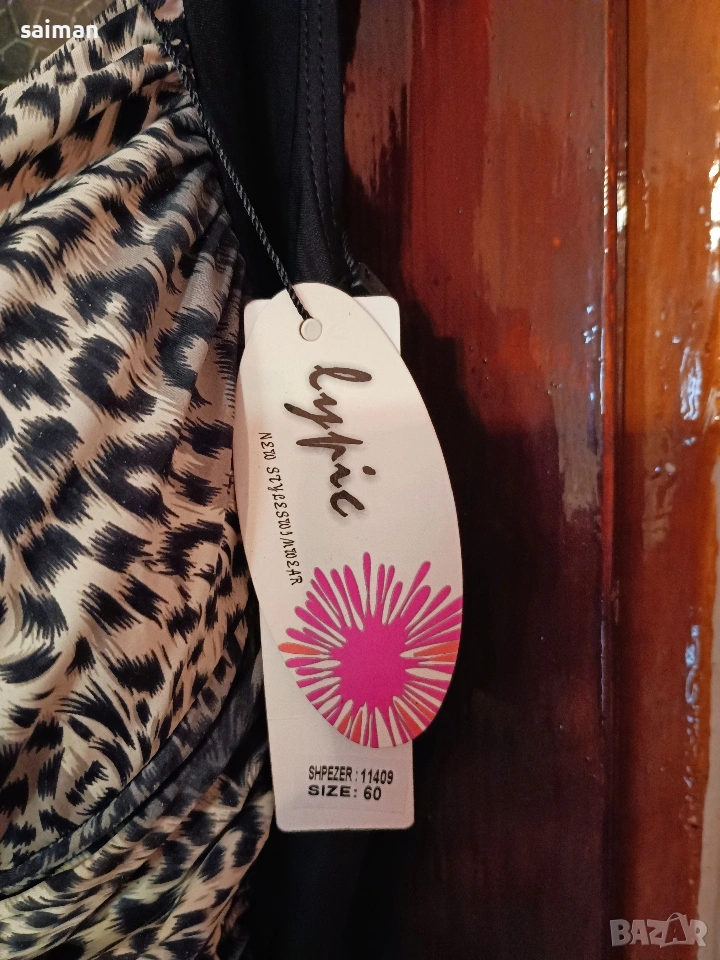 saiman
lypic
NEW STYLESWIMWEAR
SHPEZER : 11409
SIZE: 60
BAZAR